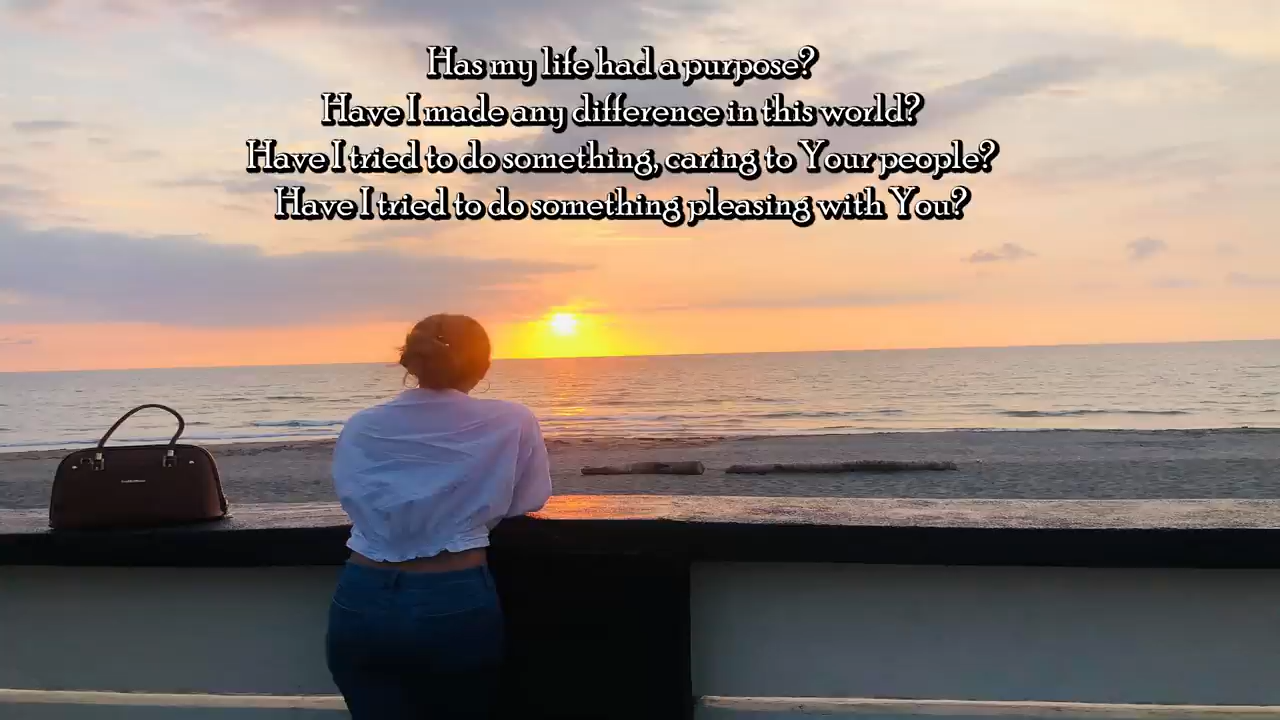 Has my life had a purpose?
Have I made any difference in this world?
Have I tried to do something, caring to Your people?
Have I tried to do something pleasing with You?